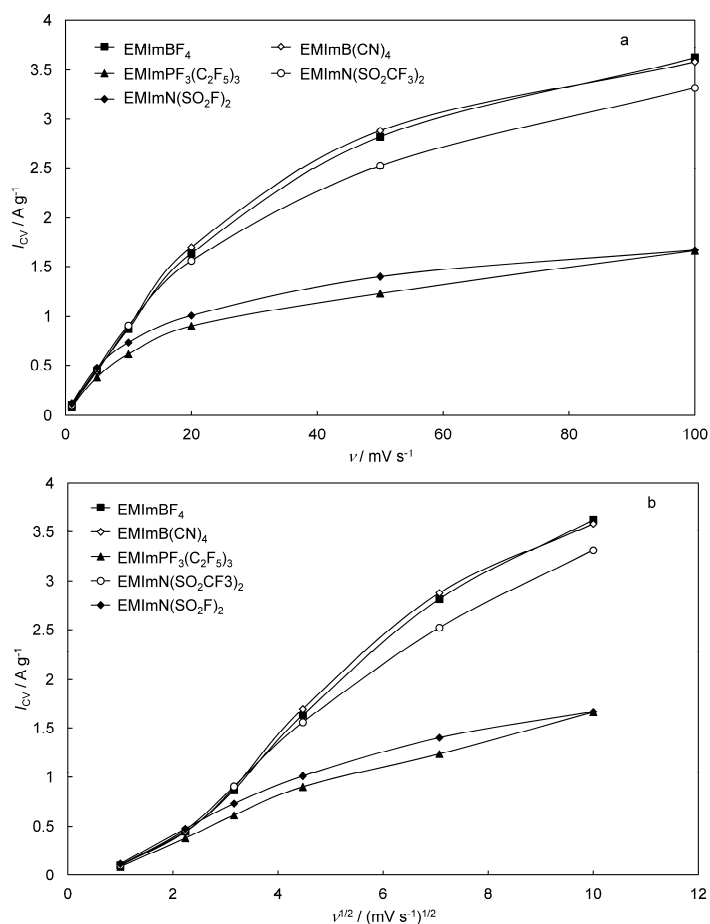 4
3.5
3
2.5
2
1.5
1
0.5
0
I_CV / A g⁻¹
EMImBF₄
EMImPF₃(C₂F₅)₃
EMImN(SO₂F)₂
EMImB(CN)₄
EMImN(SO₂CF₃)₂
a
0 20 40 60 80 100
ν / mV s⁻¹
4
3.5
3
2.5
2
1.5
1
0.5
0
I_CV / A g⁻¹
EMImBF₄
EMImB(CN)₄
EMImPF₃(C₂F₅)₃
EMImN(SO₂CF3)₂
EMImN(SO₂F)₂
b
0 2 4 6 8 10 12
ν¹/² / (mV s⁻¹)¹/²